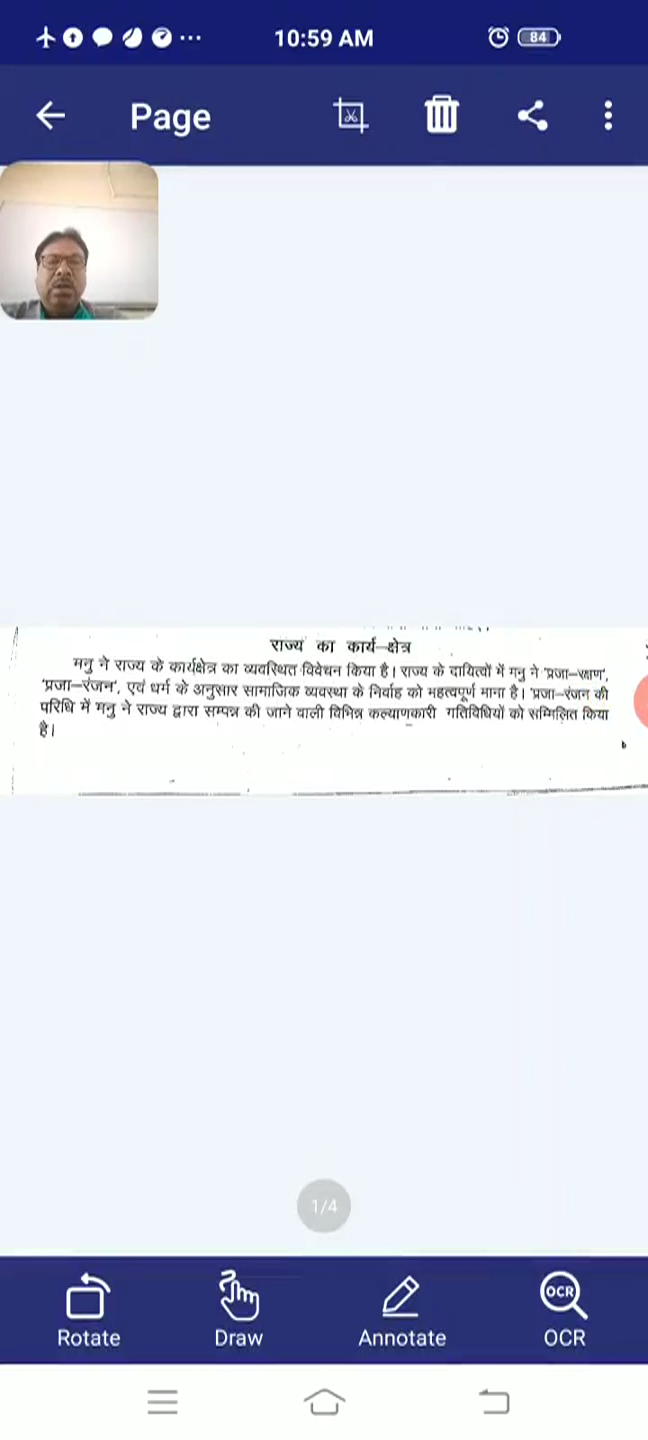 10:59 AM
84
Page
राज्य का कार्य–क्षेत्र
मनु ने राज्य के कार्यक्षेत्र का व्यवस्थित विवेचन किया है। राज्य के दायित्वों में मनु ने 'प्रजा–रक्षण',
'प्रजा–रंजन', एवं धर्म के अनुसार सामाजिक व्यवस्था के निर्वाह को महत्वपूर्ण माना है। 'प्रजा–रंजन की
परिधि में मनु ने राज्य द्वारा सम्पन्न की जाने वाली विभिन्न कल्याणकारी गतिविधियों को सम्मिलित किया
है।
1/4
Rotate
Draw
Annotate
OCR
OCR